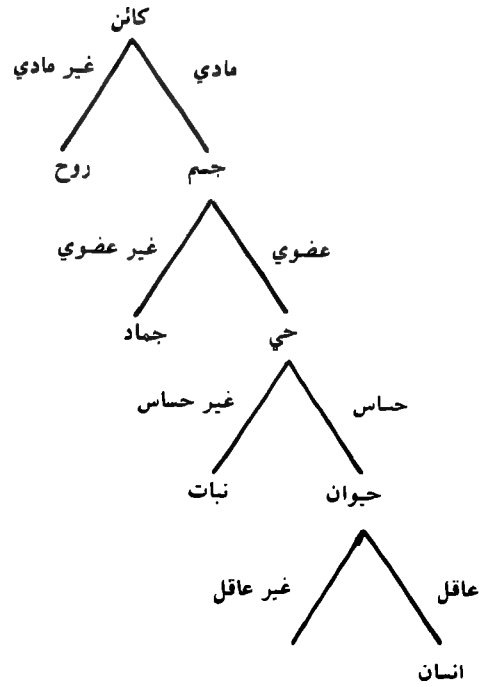 كائن
مادي
غير مادي
جسم
روح
عضوي
غير عضوي
حي
جماد
حساس
غير حساس
حيوان
نبات
عاقل
غير عاقل
انسان